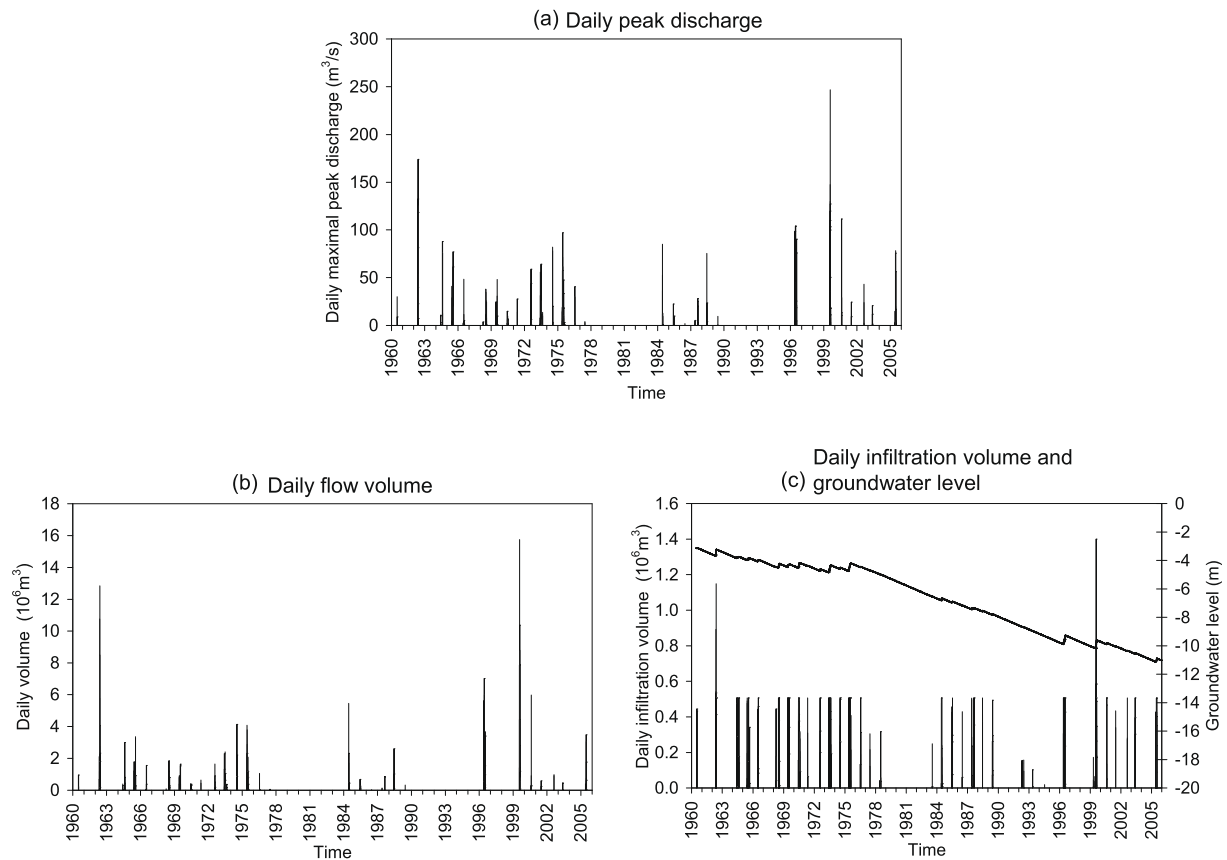 (a) Daily peak discharge
Daily maximal peak discharge (m³/s)
300
250
200
150
100
50
0
1960 1963 1966 1969 1972 1975 1978 1981 1984 1987 1990 1993 1996 1999 2002 2005
Time
(b) Daily flow volume
Daily volume (10⁶m³)
18
16
14
12
10
8
6
4
2
0
1960 1963 1966 1969 1972 1975 1978 1981 1984 1987 1990 1993 1996 1999 2002 2005
Time
(c) Daily infiltration volume and
groundwater level
Daily infiltration volume (10⁶m³)
1.6
1.4
1.2
1.0
0.8
0.6
0.4
0.2
0.0
0
-2
-4
-6
-8
-10
-12
-14
-16
-18
-20
Groundwater level (m)
1960 1963 1966 1969 1972 1975 1978 1981 1984 1987 1990 1993 1996 1999 2002 2005
Time